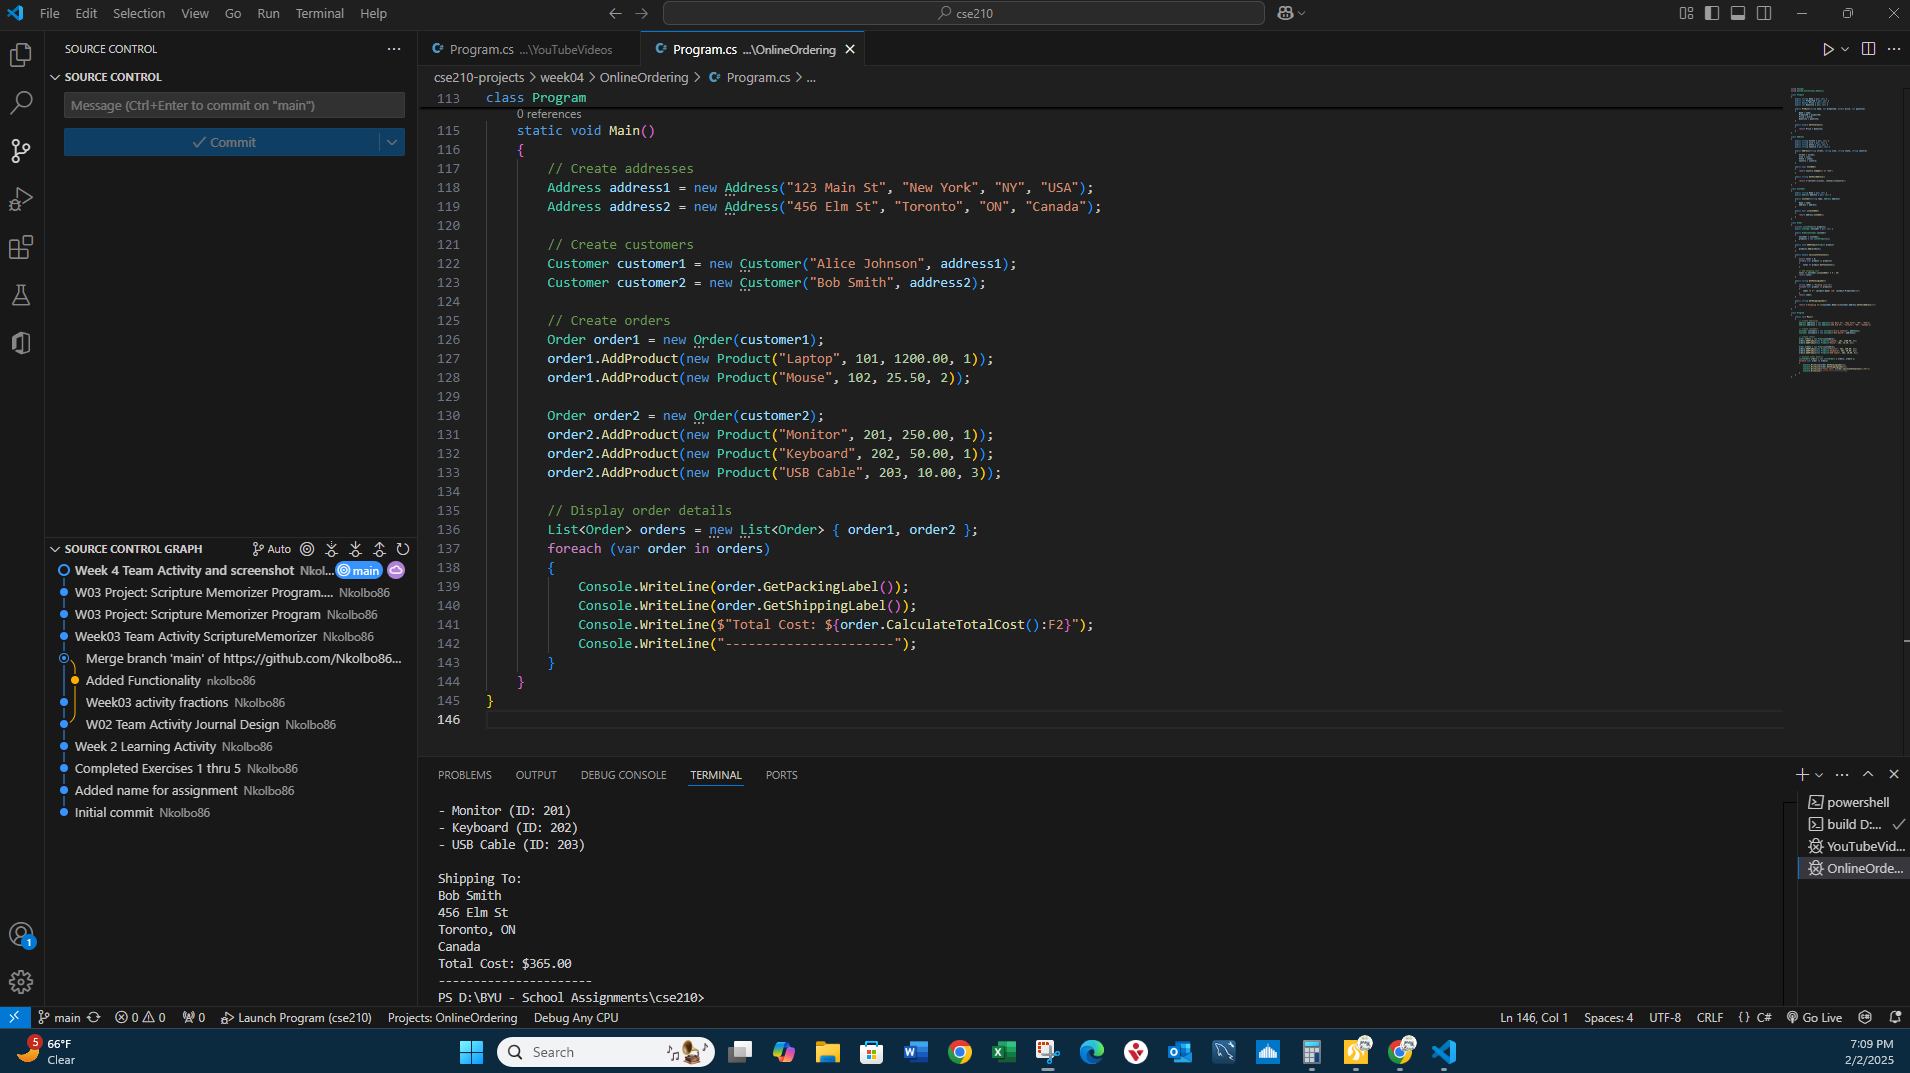 File Edit Selection View Go Run Terminal Help
cse210
SOURCE CONTROL
SOURCE CONTROL
Message (Ctrl+Enter to commit on "main")
Commit
SOURCE CONTROL GRAPH Auto
Week 4 Team Activity and screenshot Nkol... main
W03 Project: Scripture Memorizer Program.... Nkolbo86
W03 Project: Scripture Memorizer Program Nkolbo86
Week03 Team Activity ScriptureMemorizer Nkolbo86
Merge branch 'main' of https://github.com/Nkolbo86...
Added Functionality nkolbo86
Week03 activity fractions Nkolbo86
W02 Team Activity Journal Design Nkolbo86
Week 2 Learning Activity Nkolbo86
Completed Exercises 1 thru 5 Nkolbo86
Added name for assignment Nkolbo86
Initial commit Nkolbo86
1
Program.cs ...\YouTubeVideos
Program.cs ...\OnlineOrdering
cse210-projects > week04 > OnlineOrdering > Program.cs > ...
113 class Program
0 references
115 static void Main()
116 {
117 // Create addresses
118 Address address1 = new Address("123 Main St", "New York", "NY", "USA");
119 Address address2 = new Address("456 Elm St", "Toronto", "ON", "Canada");
120
121 // Create customers
122 Customer customer1 = new Customer("Alice Johnson", address1);
123 Customer customer2 = new Customer("Bob Smith", address2);
124
125 // Create orders
126 Order order1 = new Order(customer1);
127 order1.AddProduct(new Product("Laptop", 101, 1200.00, 1));
128 order1.AddProduct(new Product("Mouse", 102, 25.50, 2));
129
130 Order order2 = new Order(customer2);
131 order2.AddProduct(new Product("Monitor", 201, 250.00, 1));
132 order2.AddProduct(new Product("Keyboard", 202, 50.00, 1));
133 order2.AddProduct(new Product("USB Cable", 203, 10.00, 3));
134
135 // Display order details
136 List<Order> orders = new List<Order> { order1, order2 };
137 foreach (var order in orders)
138 {
139 Console.WriteLine(order.GetPackingLabel());
140 Console.WriteLine(order.GetShippingLabel());
141 Console.WriteLine($"Total Cost: ${order.CalculateTotalCost():F2}");
142 Console.WriteLine("----------------------");
143 }
144 }
145 }
146
PROBLEMS OUTPUT DEBUG CONSOLE TERMINAL PORTS
- Monitor (ID: 201)
- Keyboard (ID: 202)
- USB Cable (ID: 203)
Shipping To:
Bob Smith
456 Elm St
Toronto, ON
Canada
Total Cost: $365.00
----------------------
PS D:\BYU - School Assignments\cse210>
powershell
build D:...
YouTubeVid...
OnlineOrde...
main 0 0 0 Launch Program (cse210) Projects: OnlineOrdering Debug Any CPU
Ln 146, Col 1 Spaces: 4 UTF-8 CRLF {} C# Go Live
5
66°F
Clear
Search
7:09 PM
2/2/2025